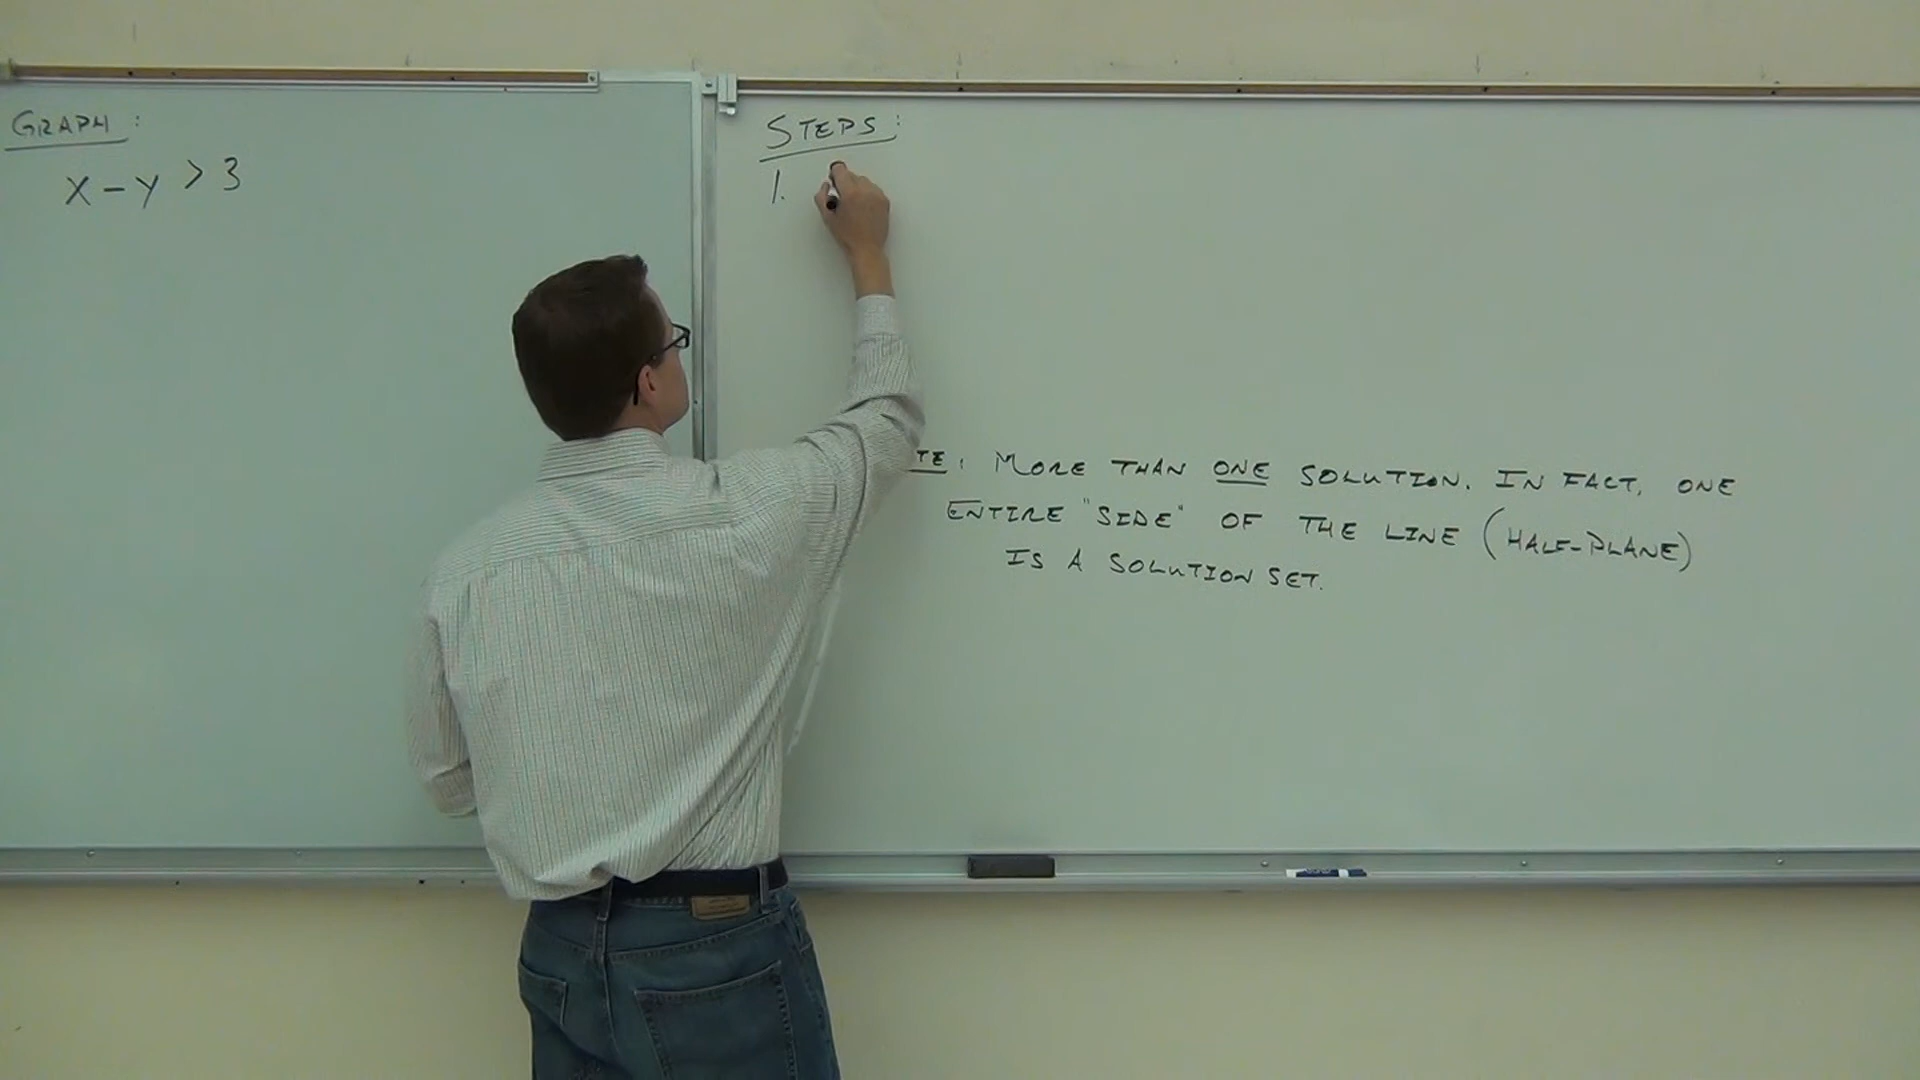 GRAPH:
X - Y > 3
STEPS:
1.
TE: MORE THAN ONE SOLUTION. IN FACT, ONE
ENTIRE "SIDE" OF THE LINE (HALF-PLANE)
IS A SOLUTION SET.